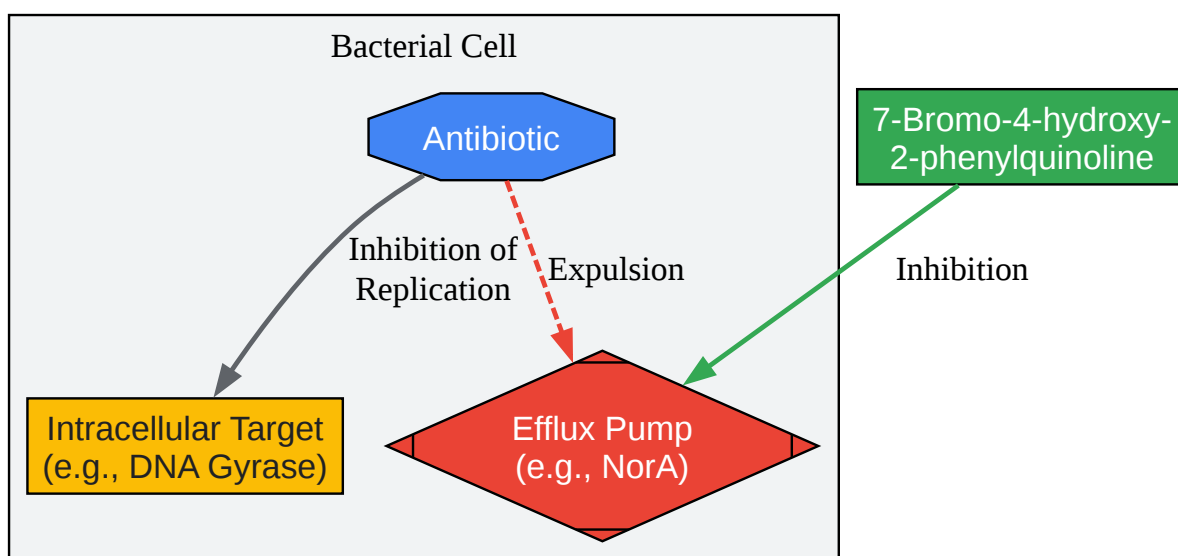 Bacterial Cell
Antibiotic
7-Bromo-4-hydroxy-
2-phenylquinoline
Inhibition of
Replication
Expulsion
Inhibition
Intracellular Target
(e.g., DNA Gyrase)
Efflux Pump
(e.g., NorA)